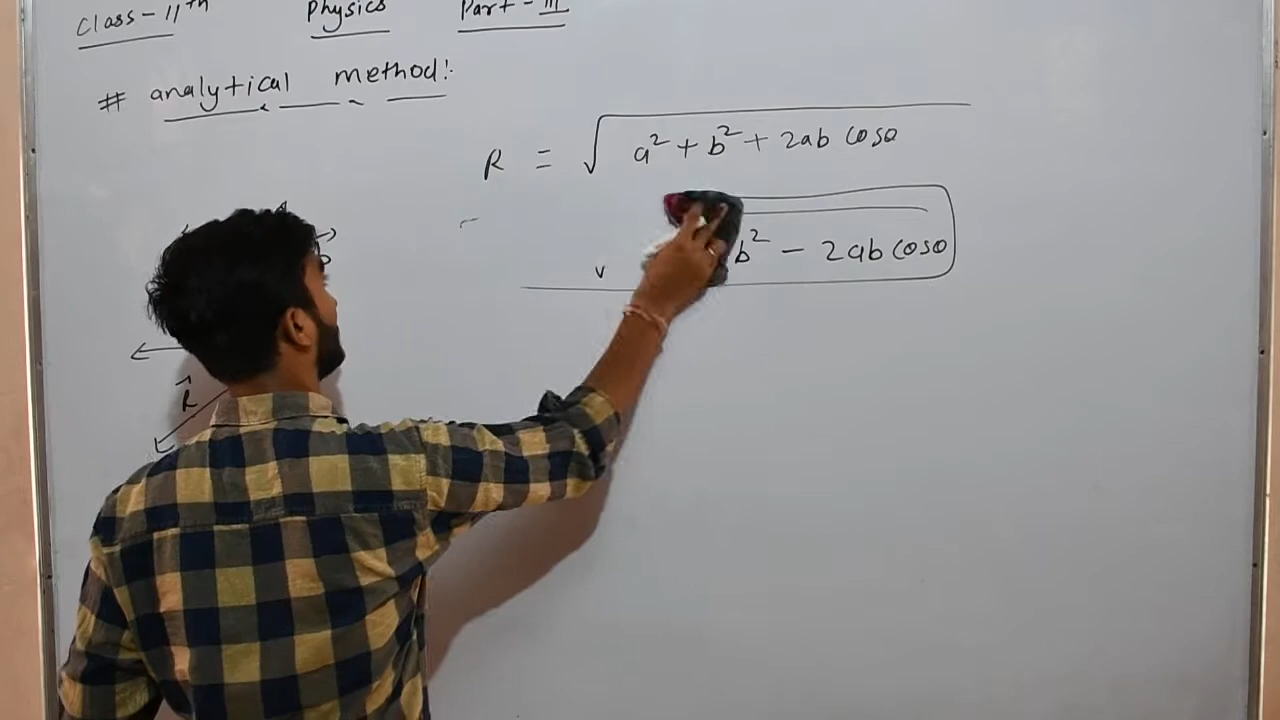 Class - 11th Physics Part - III
# analytical method :
R = √ a² + b² + 2ab cosθ
b² - 2ab cosθ
b
R